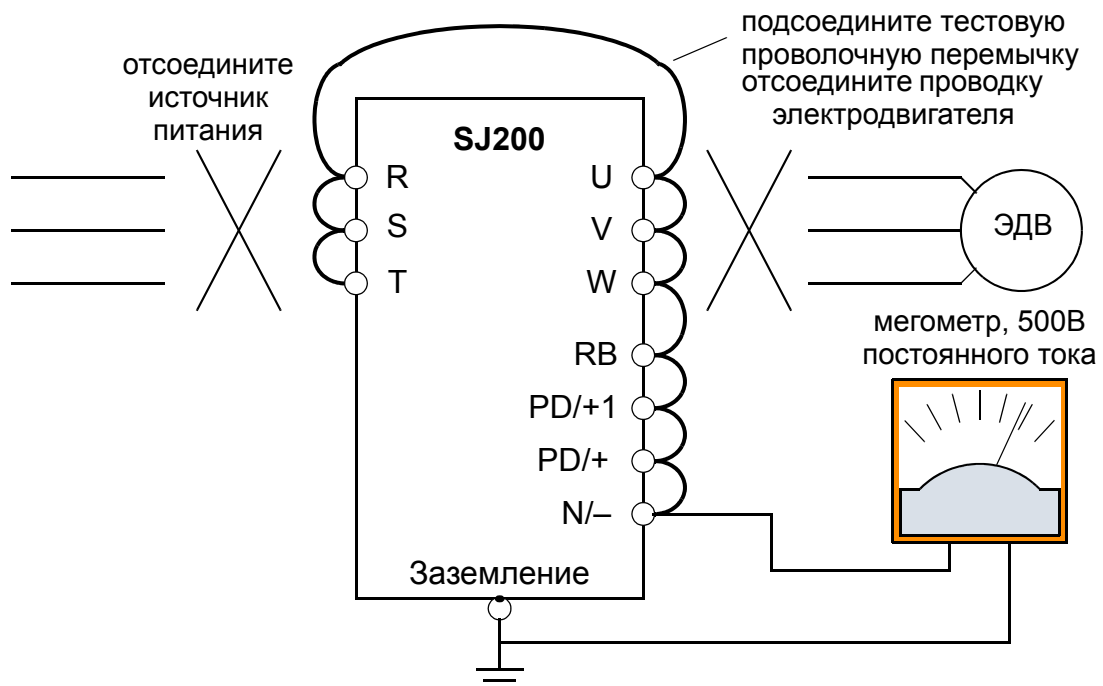 подсоедините тестовую
проволочную перемычку
отсоедините проводку
электродвигателя
отсоедините
источник
питания
SJ200
R
U
S
V
T
W
ЭДВ
RB
PD/+1
PD/+
N/–
мегометр, 500В
постоянного тока
Заземление